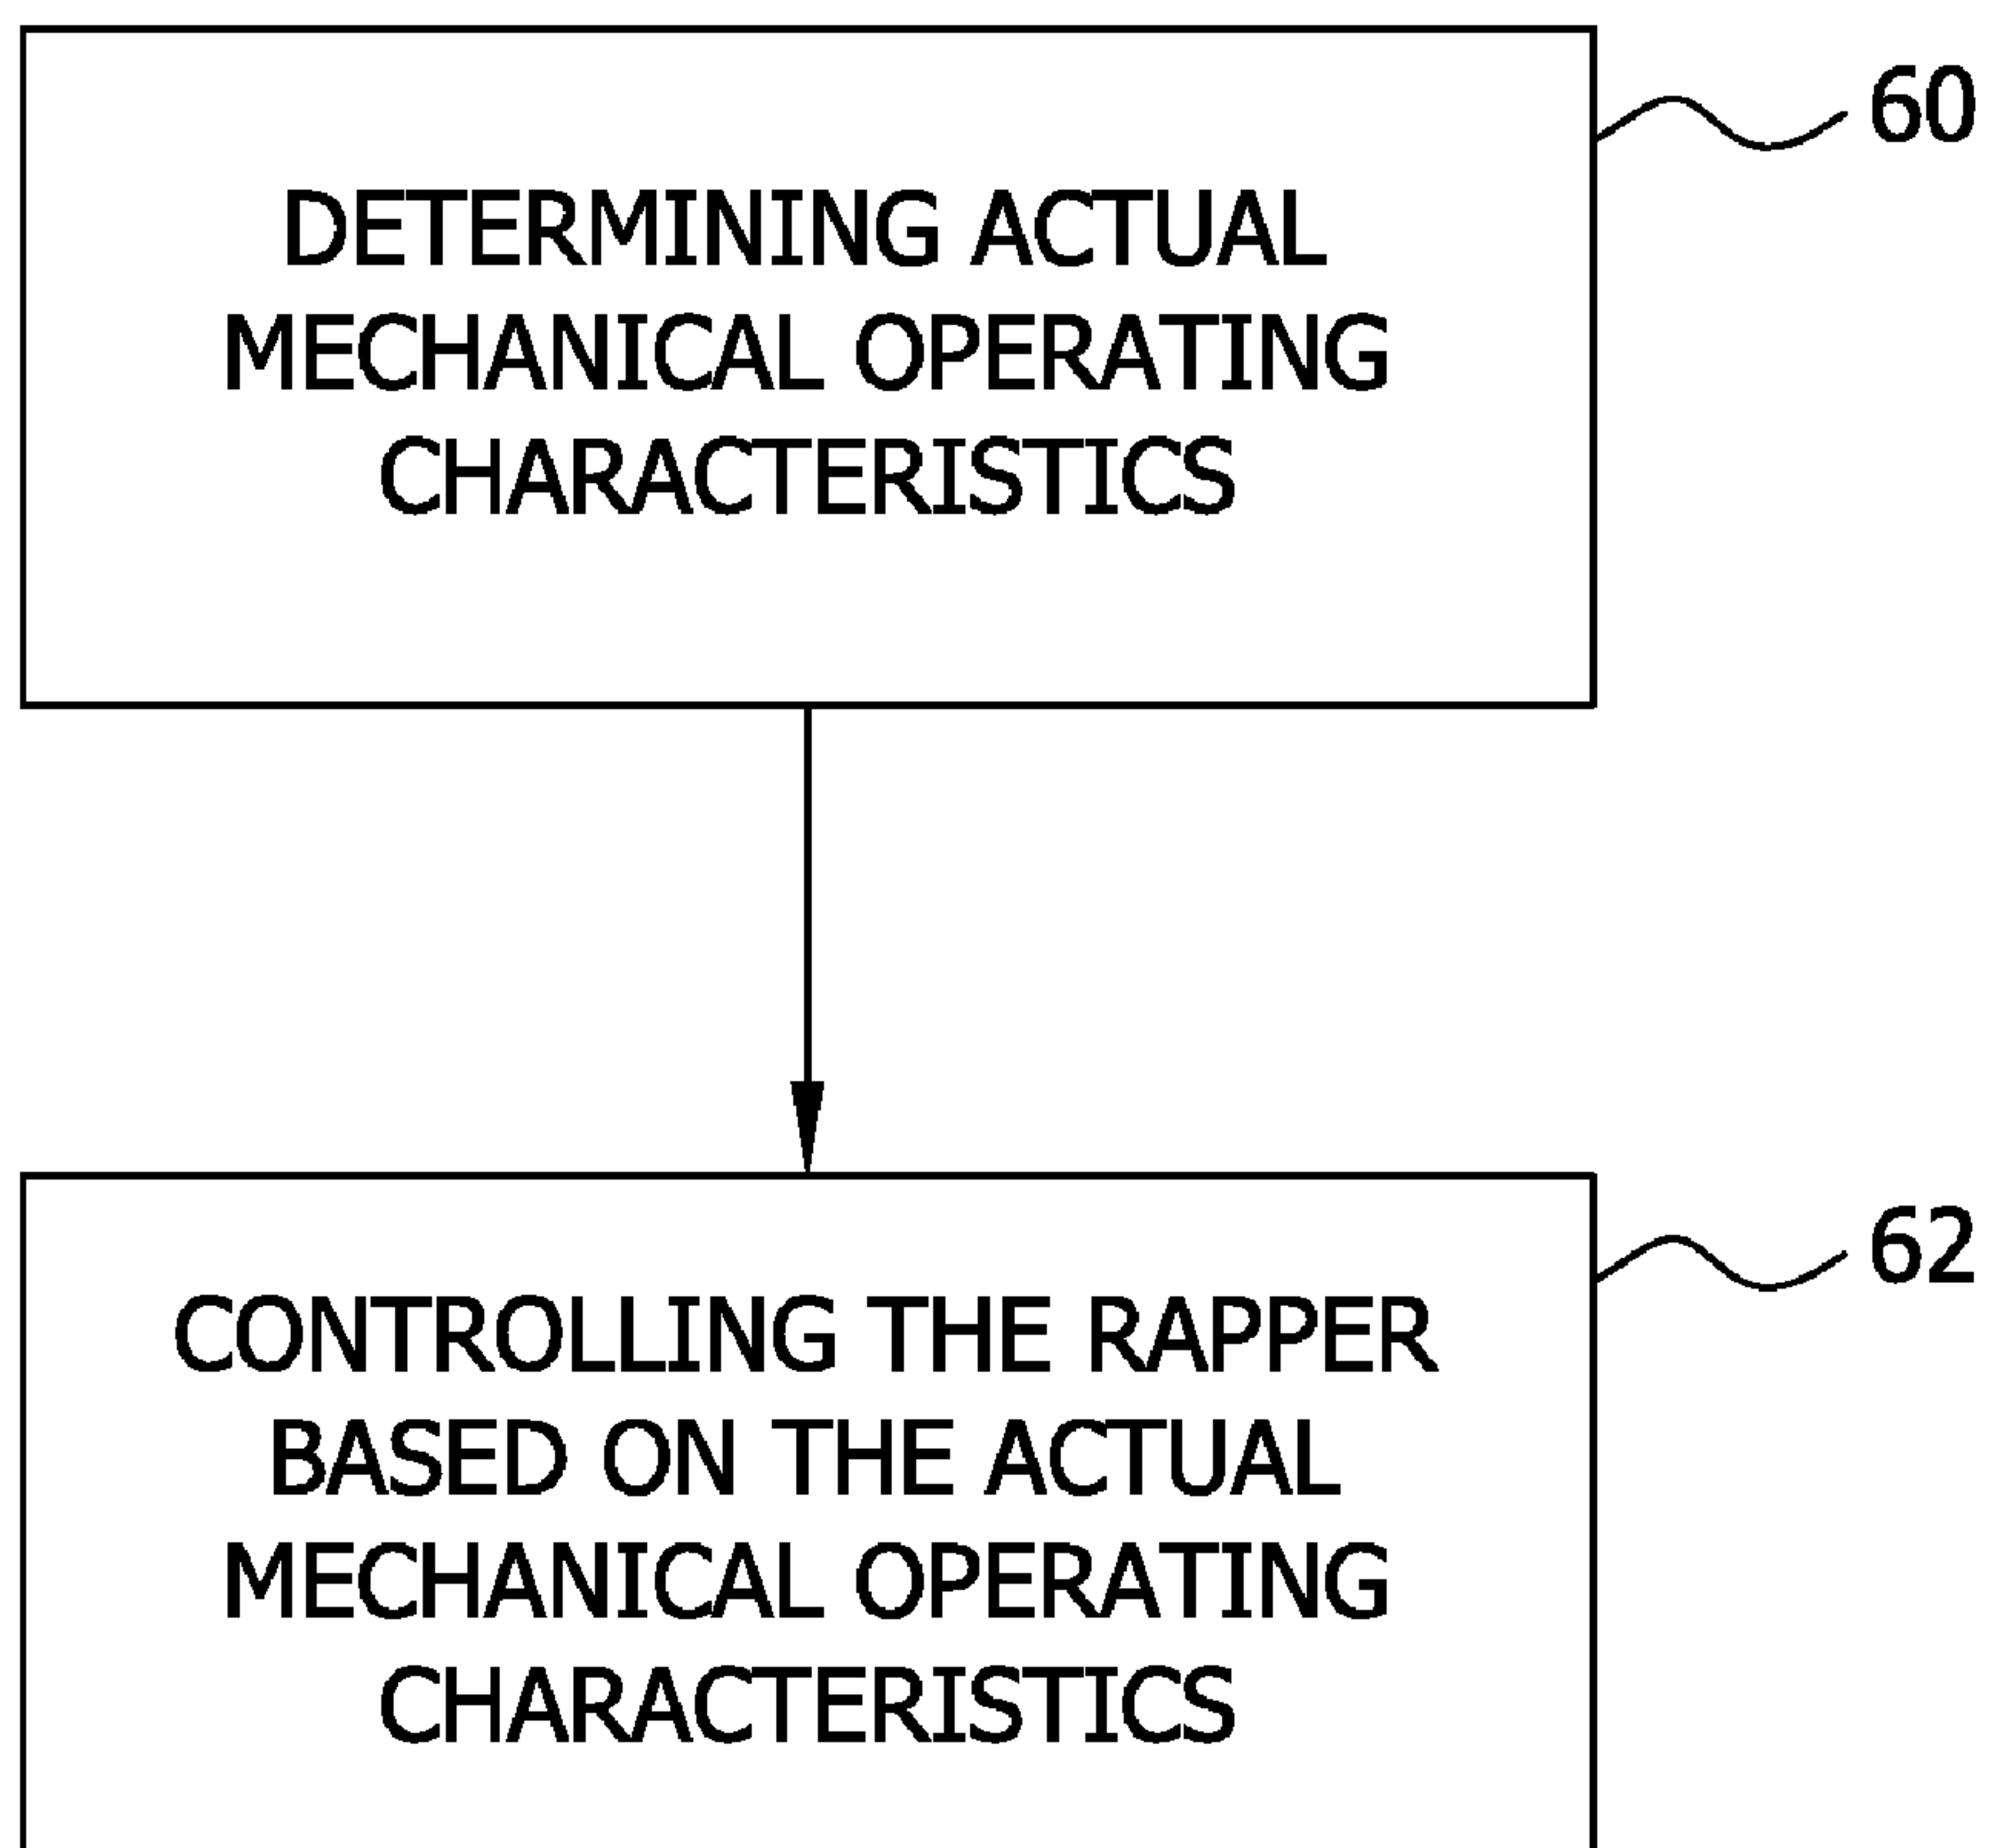 60
DETERMINING ACTUAL
MECHANICAL OPERATING
CHARACTERISTICS
62
CONTROLLING THE RAPPER
BASED ON THE ACTUAL
MECHANICAL OPERATING
CHARACTERISTICS